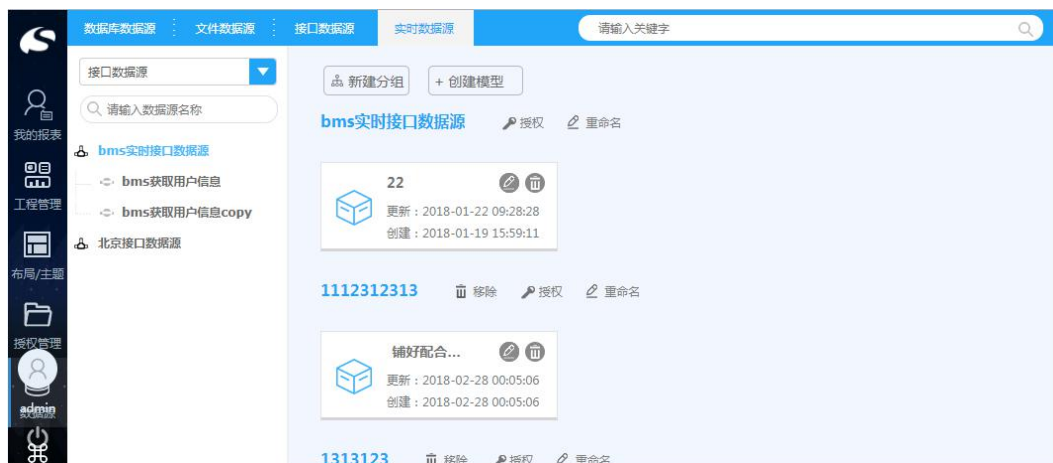 数据库数据源 文件数据源 接口数据源 实时数据源 请输入关键字
接口数据源
请输入数据源名称
bms实时接口数据源
bms获取用户信息
bms获取用户信息copy
北京接口数据源
我的报表
工程管理
布局/主题
授权管理
admin
新建分组 + 创建模型
bms实时接口数据源 授权 重命名
22
更新：2018-01-22 09:28:28
创建：2018-01-19 15:59:11
1112312313 移除 授权 重命名
铺好配合...
更新：2018-02-28 00:05:06
创建：2018-02-28 00:05:06
1313123 移除 授权 重命名